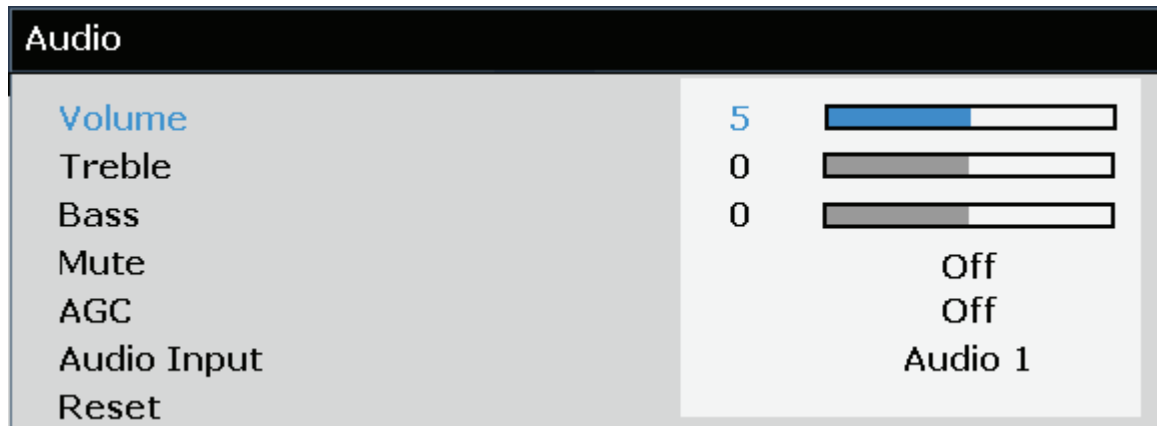 Audio
Volume 5
Treble 0
Bass 0
Mute Off
AGC Off
Audio Input Audio 1
Reset